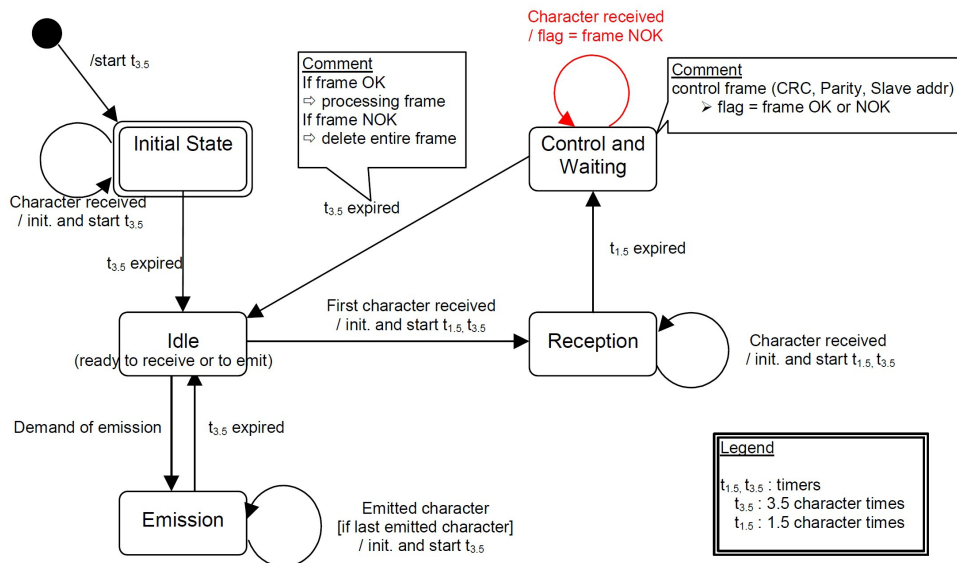 Character received
/ flag = frame NOK
/start t3.5
Comment
If frame OK
⇨ processing frame
If frame NOK
⇨ delete entire frame
Comment
control frame (CRC, Parity, Slave addr)
➢ flag = frame OK or NOK
Initial State
Control and
Waiting
Character received
/ init. and start t3.5
t3.5 expired
t3.5 expired
t1.5 expired
First character received
/ init. and start t1.5, t3.5
Idle
(ready to receive or to emit)
Reception
Character received
/ init. and start t1.5, t3.5
Demand of emission
t3.5 expired
Emission
Emitted character
[if last emitted character]
/ init. and start t3.5
Legend
t1.5, t3.5 : timers
t3.5 : 3.5 character times
t1.5 : 1.5 character times